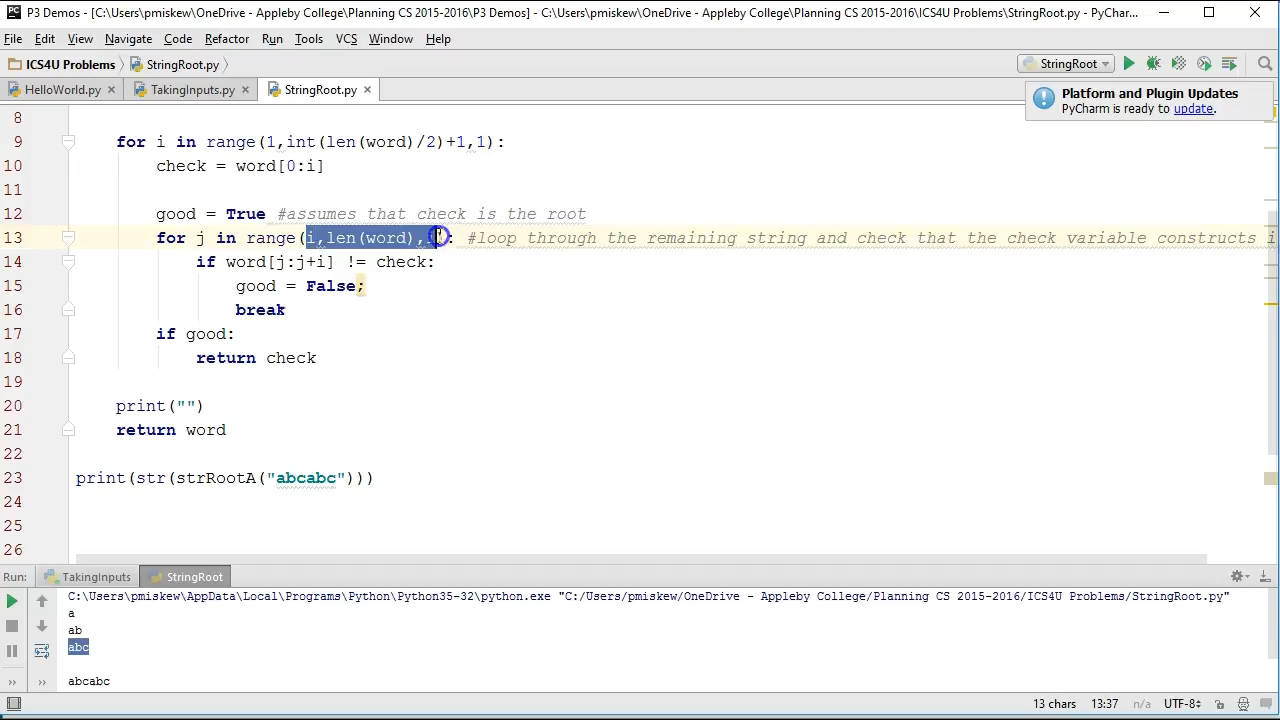 P3 Demos - [C:\Users\pmiskew\OneDrive - Appleby College\Planning CS 2015-2016\P3 Demos] - C:\Users\pmiskew\OneDrive - Appleby College\Planning CS 2015-2016\ICS4U Problems\StringRoot.py - PyChar...
File Edit View Navigate Code Refactor Run Tools VCS Window Help
ICS4U Problems StringRoot.py StringRoot
HelloWorld.py TakingInputs.py StringRoot.py
Platform and Plugin Updates
PyCharm is ready to update.
8
9 for i in range(1,int(len(word)/2)+1,1):
10 check = word[0:i]
11
12 good = True #assumes that check is the root
13 for j in range(i,len(word), : #loop through the remaining string and check that the check variable constructs i
14 if word[j:j+i] != check:
15 good = False;
16 break
17 if good:
18 return check
19
20 print("")
21 return word
22
23 print(str(strRootA("abcabc")))
24
25
26
Run: TakingInputs StringRoot
C:\Users\pmiskew\AppData\Local\Programs\Python\Python35-32\python.exe "C:/Users/pmiskew/OneDrive - Appleby College/Planning CS 2015-2016/ICS4U Problems/StringRoot.py"
a
ab
abc
abcabc
13 chars 13:37 n/a UTF-8